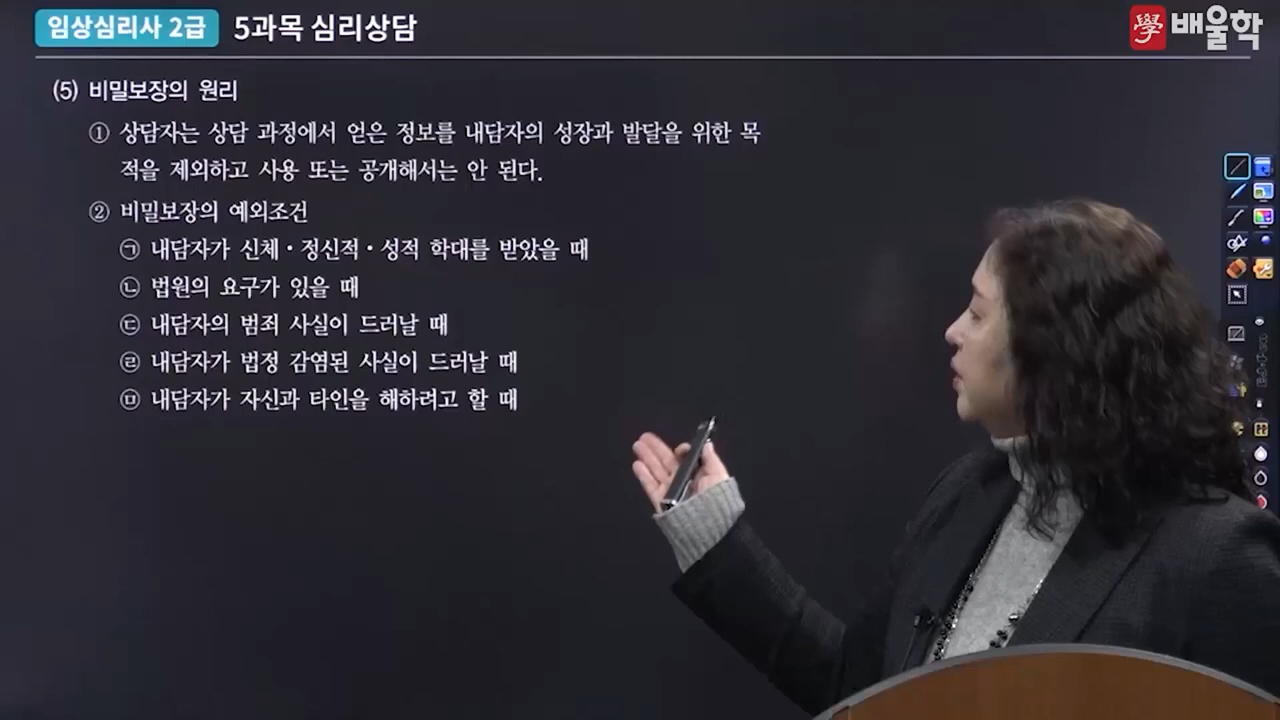 임상심리사 2급 5과목 심리상담
學 배울학
(5) 비밀보장의 원리
① 상담자는 상담 과정에서 얻은 정보를 내담자의 성장과 발달을 위한 목
적을 제외하고 사용 또는 공개해서는 안 된다.
② 비밀보장의 예외조건
㉠ 내담자가 신체·정신적·성적 학대를 받았을 때
㉡ 법원의 요구가 있을 때
㉢ 내담자의 범죄 사실이 드러날 때
㉣ 내담자가 법정 감염된 사실이 드러날 때
㉤ 내담자가 자신과 타인을 해하려고 할 때